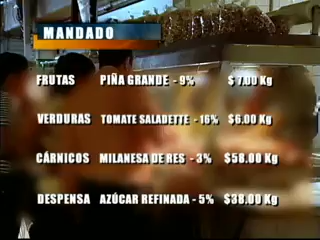 MANDADO
FRUTAS PIÑA GRANDE - 9% $7.00 Kg
VERDURAS TOMATE SALADETTE - 16% $6.00 Kg
CÁRNICOS MILANESA DE RES - 3% $58.00 Kg
DESPENSA AZÚCAR REFINADA - 5% $38.00 Kg